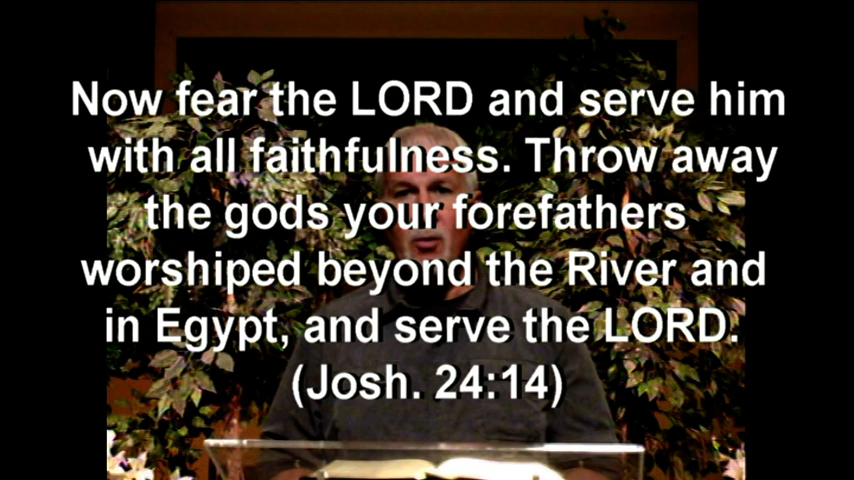 Now fear the LORD and serve him
with all faithfulness. Throw away
the gods your forefathers
worshiped beyond the River and
in Egypt, and serve the LORD.
(Josh. 24:14)